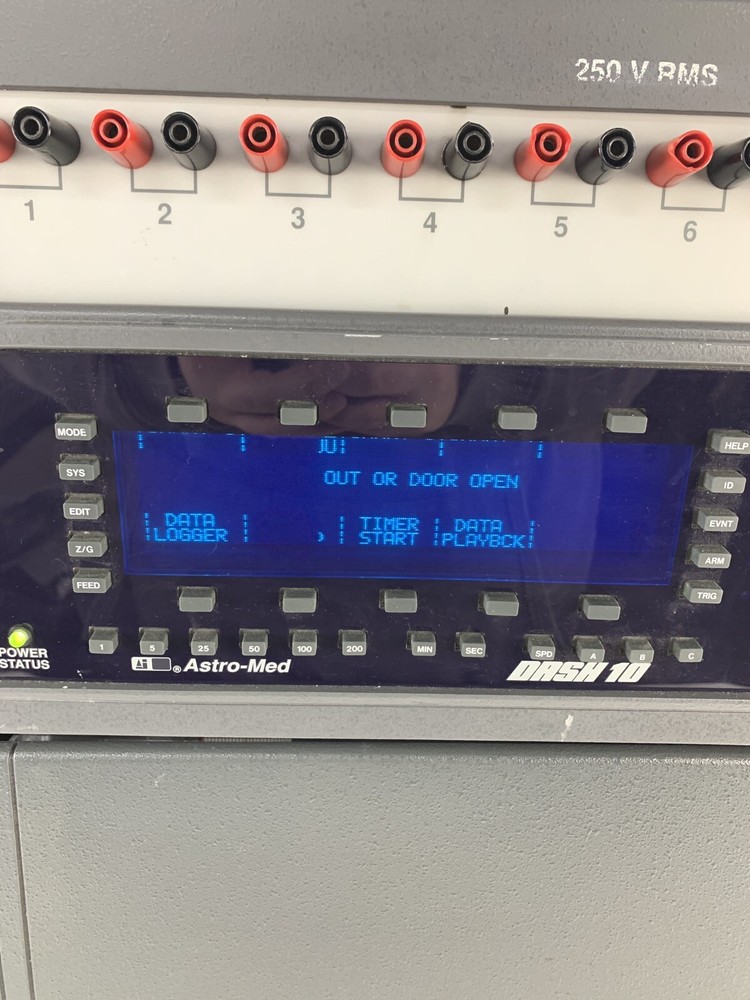 250 V RMS
1 2 3 4 5 6
MODE
HELP
SYS
OUT OR DOOR OPEN
ID
EDIT
DATA TIMER DATA
EVNT
LOGGER START PLAYBCK
Z/G
ARM
FEED
TRIG
POWER
STATUS
1 5 25 50 100 200 MIN SEC SPD A B C
Astro-Med
DASH 10